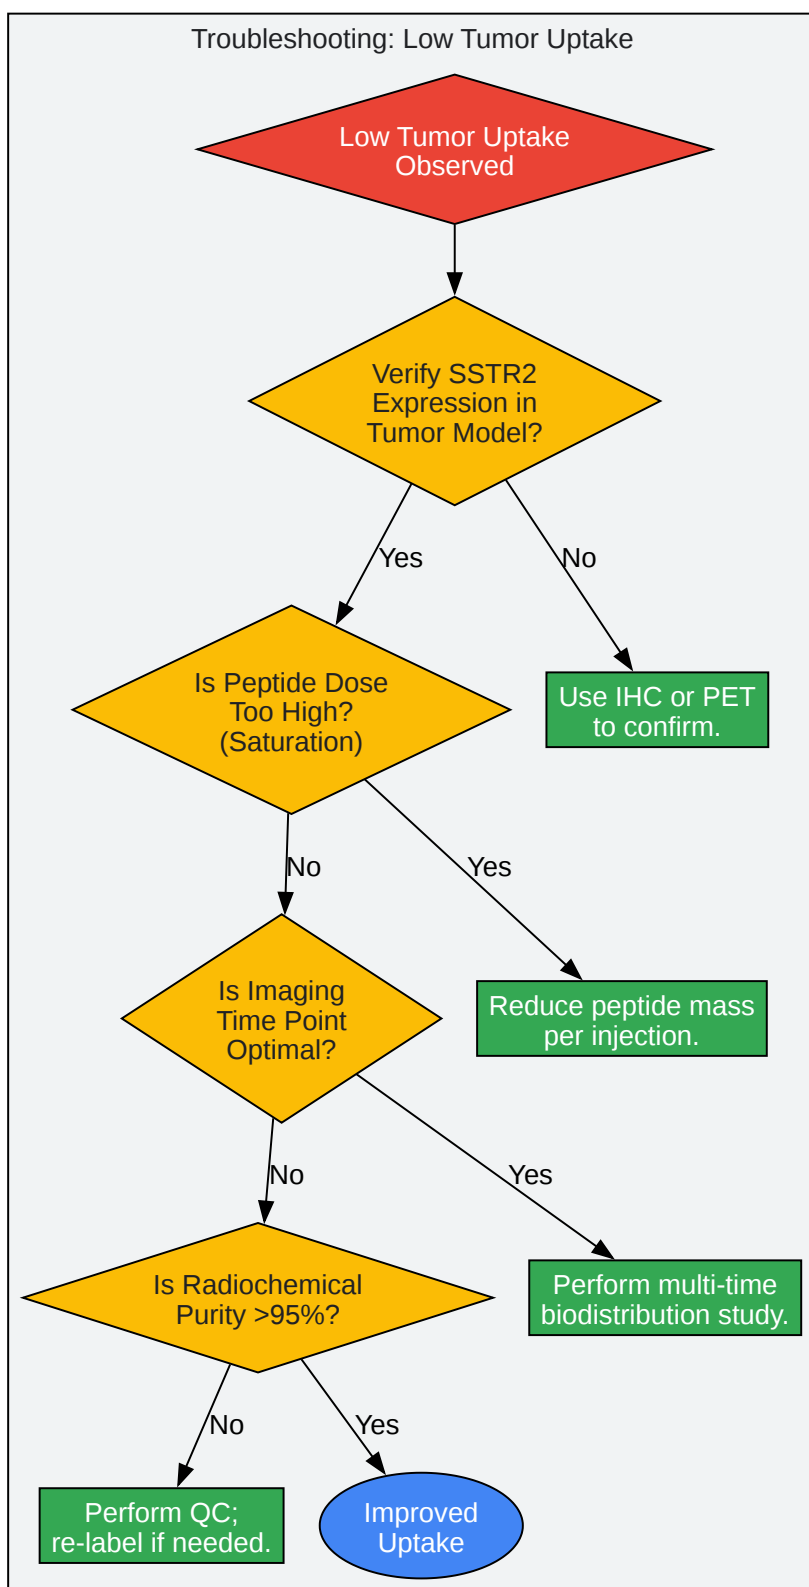 Troubleshooting: Low Tumor Uptake
Low Tumor Uptake
Observed
Verify SSTR2
Expression in
Tumor Model?
Yes
No
Is Peptide Dose
Too High?
(Saturation)
Use IHC or PET
to confirm.
No
Yes
Is Imaging
Time Point
Optimal?
Reduce peptide mass
per injection.
No
Yes
Is Radiochemical
Purity >95%?
Perform multi-time
biodistribution study.
No
Yes
Perform QC;
re-label if needed.
Improved
Uptake